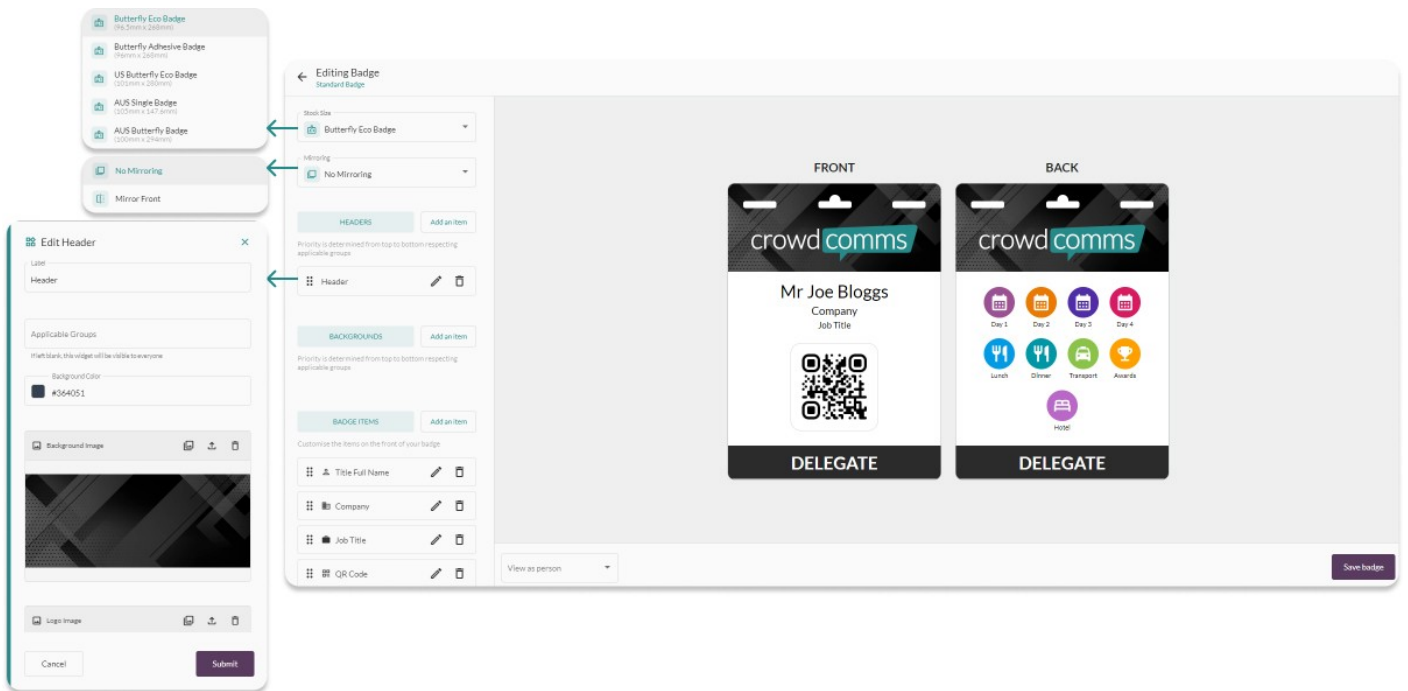 Butterfly Eco Badge
(96.5mm x 268mm)
Butterfly Adhesive Badge
(96mm x 268mm)
US Butterfly Eco Badge
(101mm x 280mm)
AUS Single Badge
(105mm x 147.6mm)
AUS Butterfly Badge
(100mm x 294mm)
No Mirroring
Mirror Front
Edit Header
Label
Header
Applicable Groups
If left blank, this widget will be visible to everyone
Background Color
#364051
Background Image
Logo Image
Cancel
Submit
Editing Badge
Standard Badge
Stock Size
Butterfly Eco Badge
Mirroring
No Mirroring
HEADERS
Add an item
Priority is determined from top to bottom respecting
applicable groups
Header
BACKGROUNDS
Add an item
Priority is determined from top to bottom respecting
applicable groups
BADGE ITEMS
Add an item
Customise the items on the front of your badge
Title Full Name
Company
Job Title
QR Code
FRONT
crowd comms
Mr Joe Bloggs
Company
Job Title
DELEGATE
BACK
crowd comms
Day 1
Day 2
Day 3
Day 4
Lunch
Dinner
Transport
Awards
Hotel
DELEGATE
View as person
Save badge